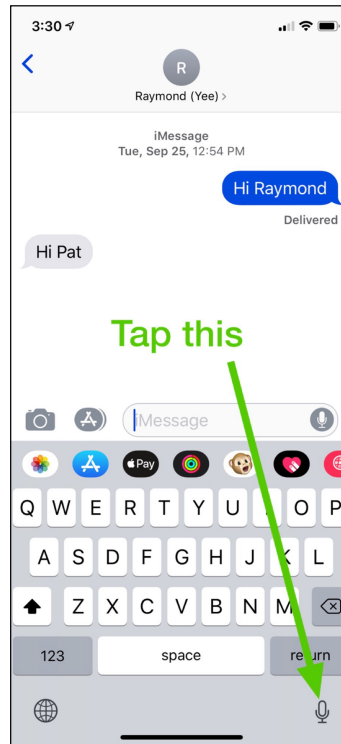 3:30
R
Raymond (Yee) >
iMessage
Tue, Sep 25, 12:54 PM
Hi Raymond
Delivered
Hi Pat
Tap this
iMessage
Pay
Q W E R T Y U I O P
A S D F G H J K L
Z X C V B N M
123 space return